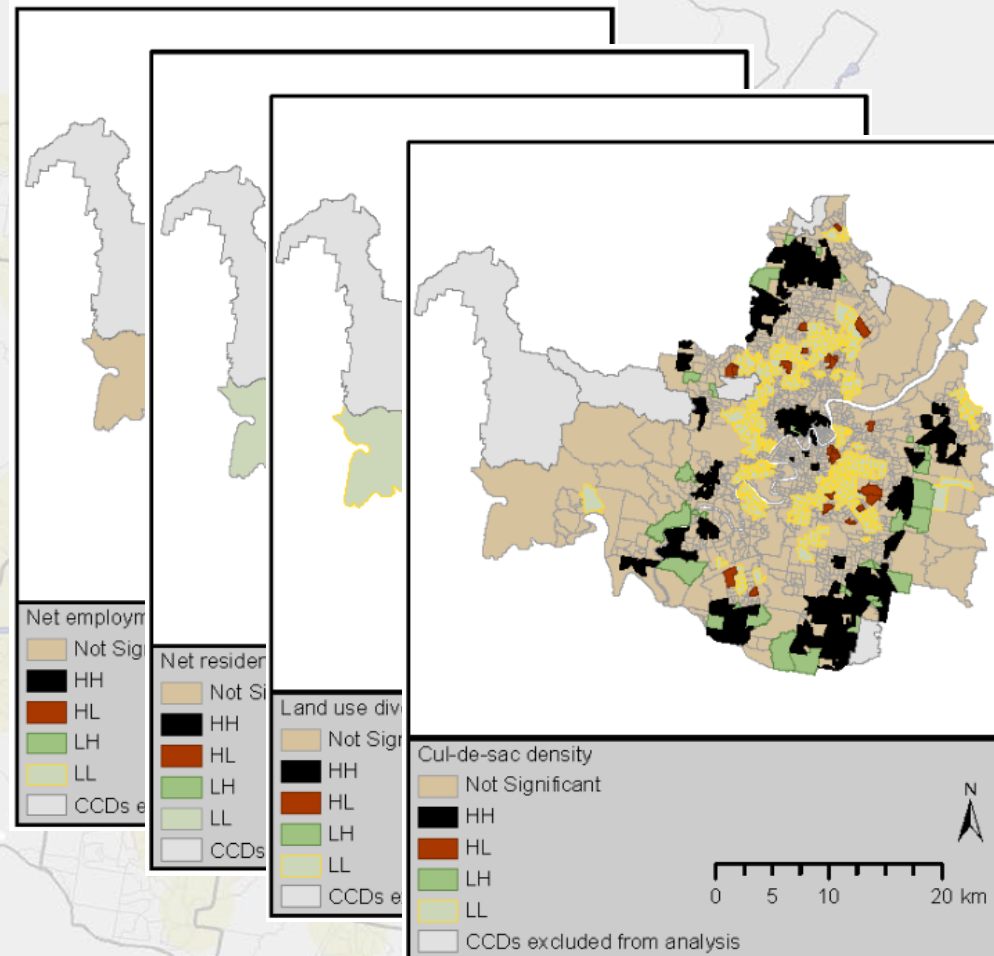 Net employm
Not Sig
HH
HL
LH
LL
CCDs e
Net residen
Not Si
HH
HL
LH
LL
CCDs
Land use dive
Not Sign
HH
HL
LH
LL
CCDs e
Cul-de-sac density
Not Significant
HH
HL
LH
LL
CCDs excluded from analysis
N
0 5 10 20 km